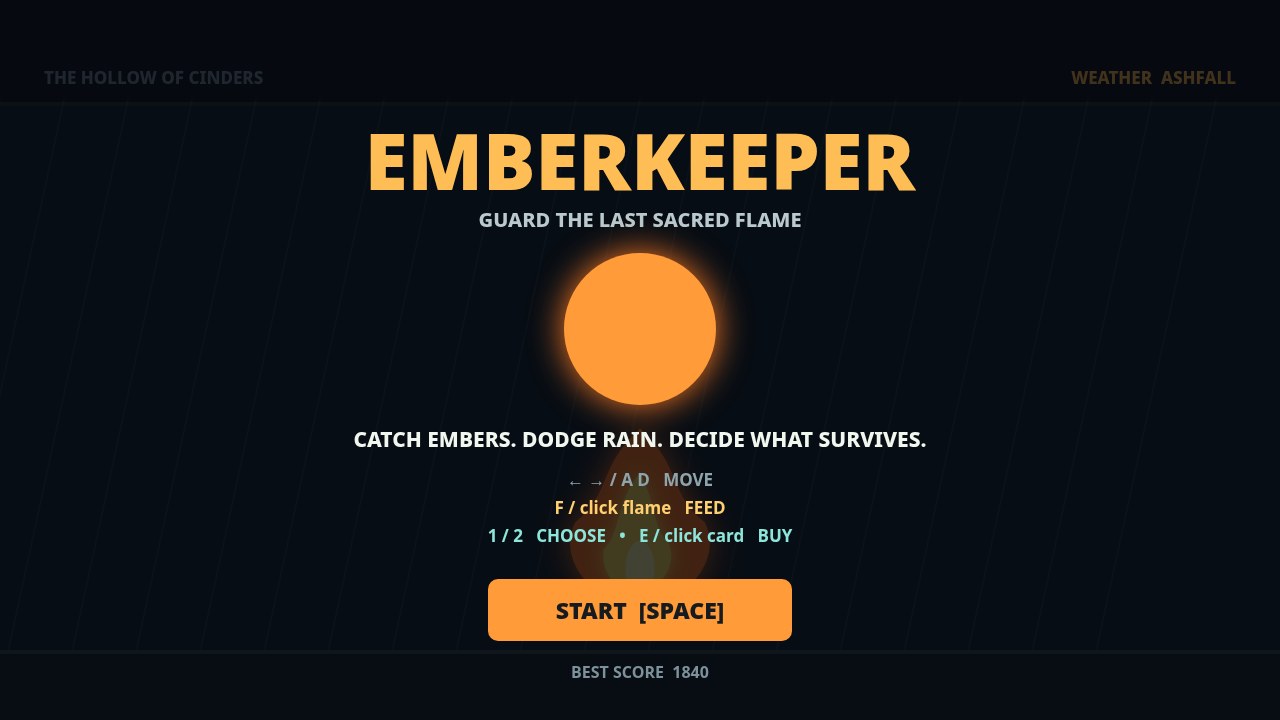 THE HOLLOW OF CINDERS
WEATHER ASHFALL
EMBERKEEPER
GUARD THE LAST SACRED FLAME
CATCH EMBERS. DODGE RAIN. DECIDE WHAT SURVIVES.
← → / A D MOVE
F / click flame FEED
1 / 2 CHOOSE • E / click card BUY
START [SPACE]
BEST SCORE 1840